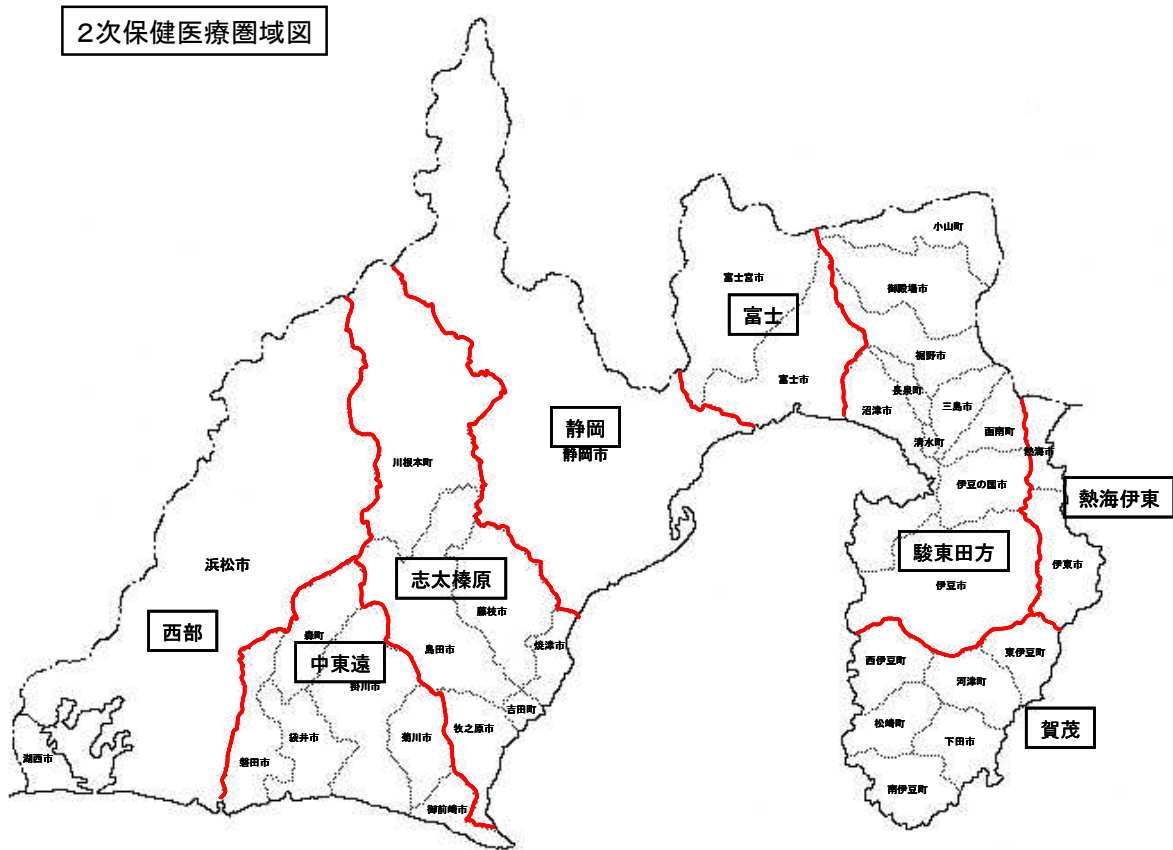 2次保健医療圏域図
小山町
富士宮市
御殿場市
富士
裾野市
富士市
長泉町
沼津市
三島市
静岡
函南町
清水町
静岡市
熱海市
川根本町
伊豆の国市
熱海伊東
駿東田方
浜松市
伊東市
志太榛原
伊豆市
藤枝市
西部
森町
焼津市
島田市
東伊豆町
中東遠
西伊豆町
掛川市
河津町
吉田町
松崎町
牧之原市
賀茂
袋井市
菊川市
下田市
湖西市
磐田市
南伊豆町
御前崎市